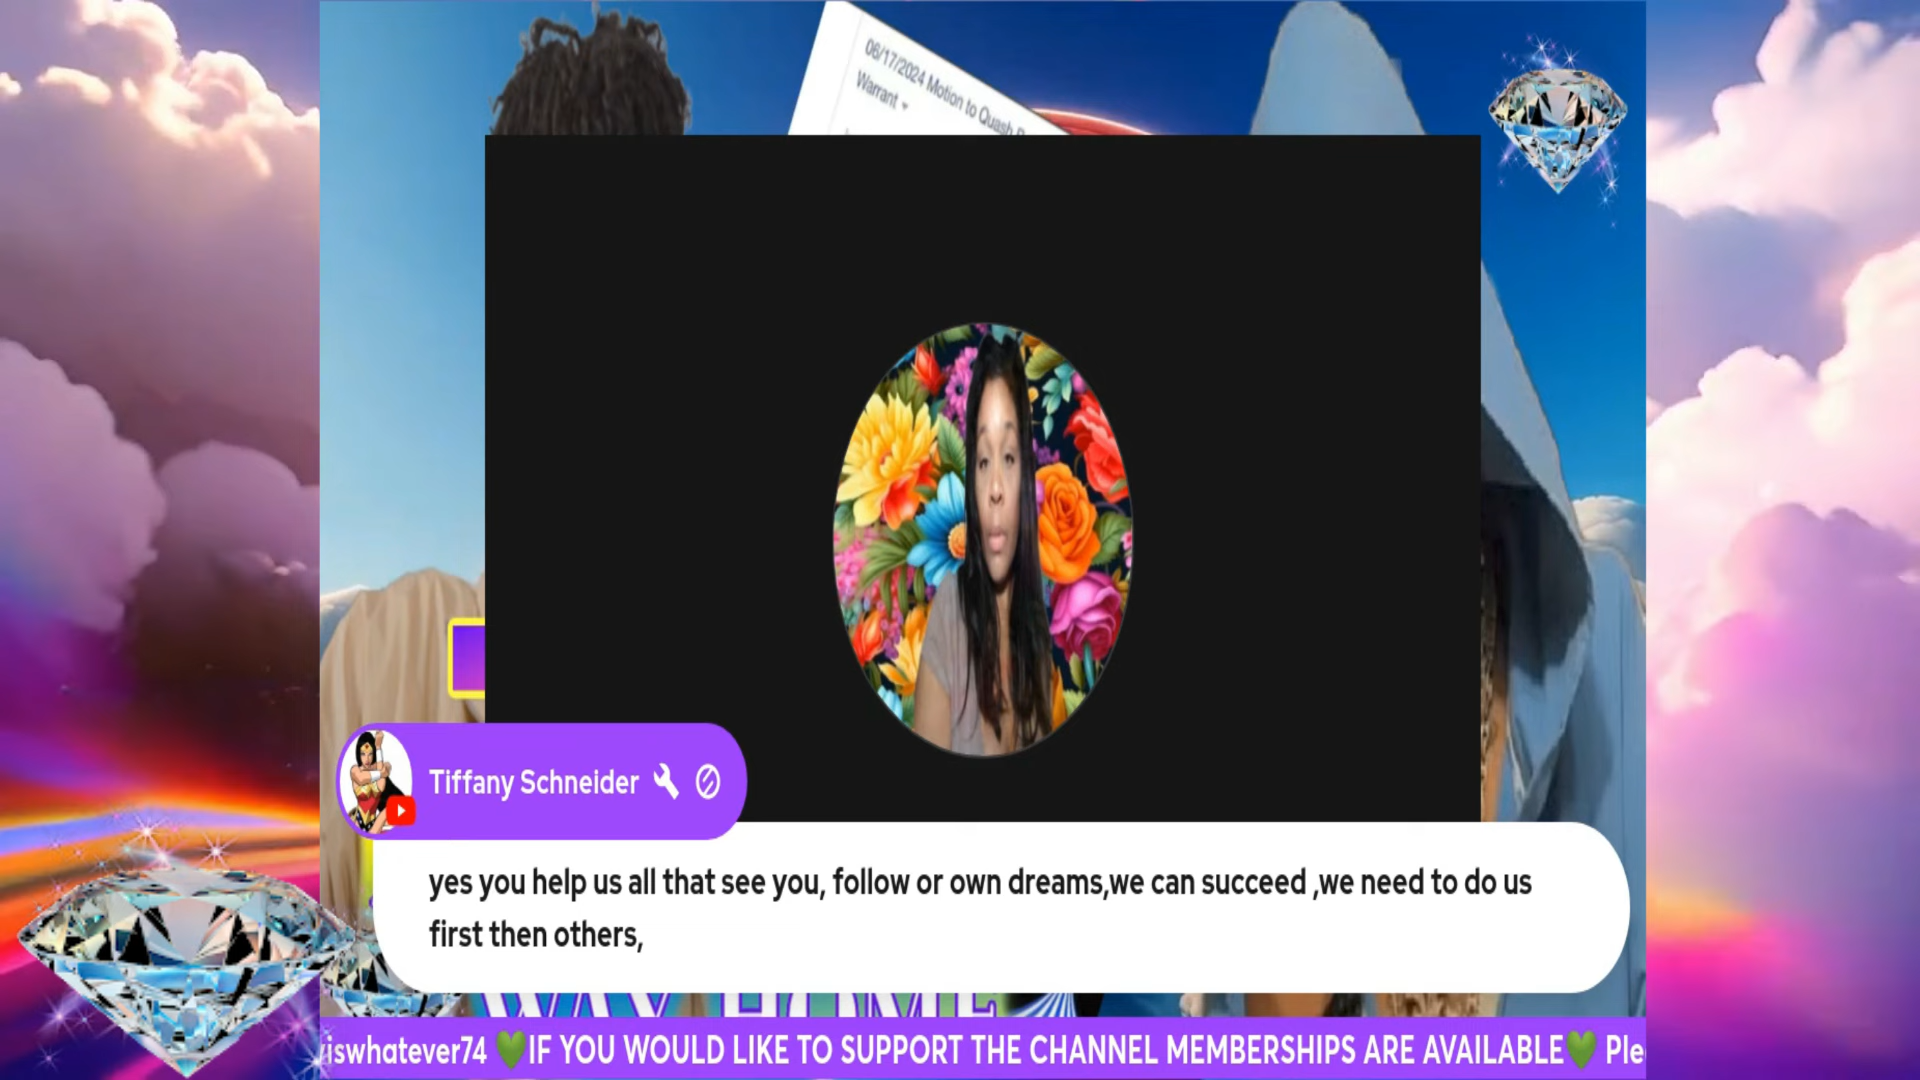 06/17/2024 Motion to Quash
Warrant
Tiffany Schneider
yes you help us all that see you, follow or own dreams,we can succeed ,we need to do us
first then others,
WAY HOME
iswhatever74 💚IF YOU WOULD LIKE TO SUPPORT THE CHANNEL MEMBERSHIPS ARE AVAILABLE💚 Ple